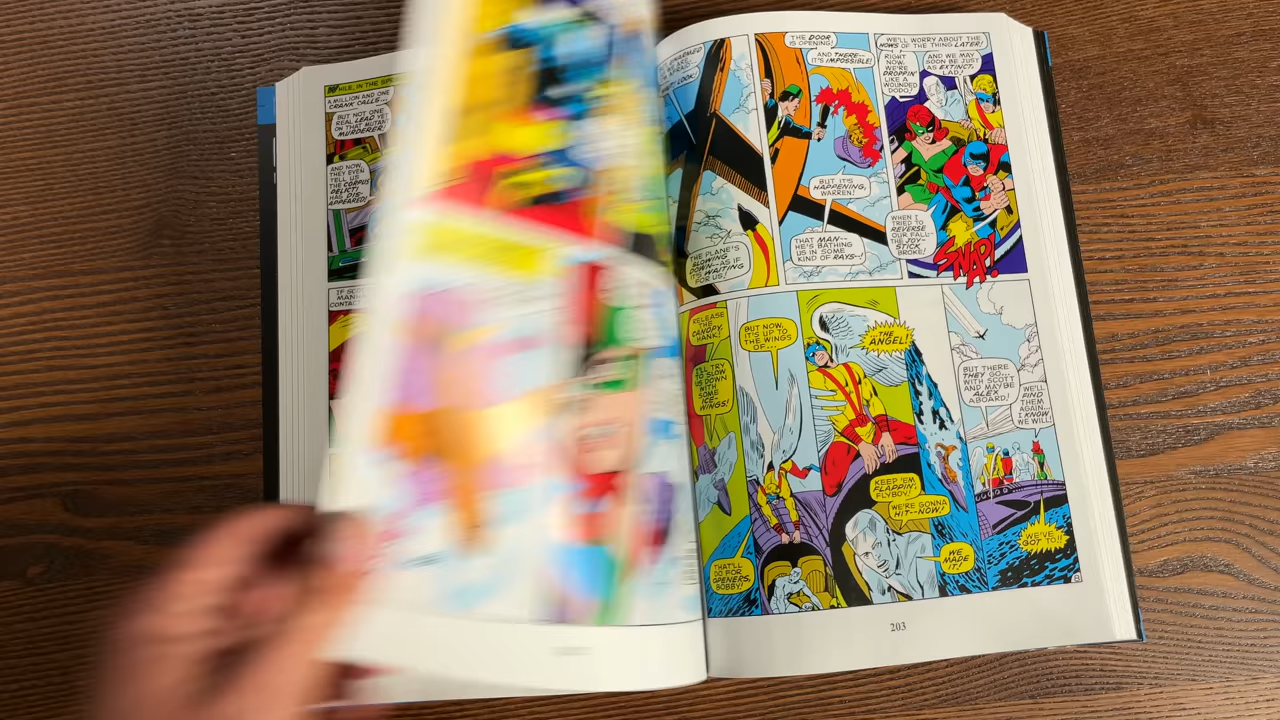 WHILE, IN THE
A MILLION AND ONE
CRANK CALLS...
BUT NOT ONE
REAL LEAD YET
ON THAT MUTANT
MURDERER!
AND NOW,
THEY EVEN
TELL US
THE CORPUS
DELICTI
HAS DIS-
APPEARED!
IF
CONTAC
LOOK!
THE PLANE'S
SLOWING
DOWN--AS IF
IT'S WAITING
FOR US!
THE DOOR
IS OPENING!
AND THERE--
IT'S IMPOSSIBLE!
BUT IT'S
HAPPENING,
WARREN!
THAT MAN--
HE'S BATHING
US IN SOME
KIND OF RAYS--!
WE'LL WORRY ABOUT THE
HOWS OF THE THING LATER!
RIGHT
NOW,
WE'RE
DROPPIN'
LIKE A
WOUNDED
DODO!
AND WE MAY
SOON BE JUST
AS EXTINCT,
LAD!
WHEN I
TRIED TO
REVERSE
OUR FALL--
THE JOY-
STICK
BROKE!
SNAP!
RELEASE
THE
CANOPY,
HANK!
I'LL TRY
TO SLOW
US DOWN
WITH
SOME
ICE-
WINGS!
THAT'LL
DO FOR
OPENERS,
BOBBY!
BUT NOW,
IT'S UP TO
THE WINGS
OF...
...THE
ANGEL!
KEEP 'EM
FLAPPIN',
FLYBOY!
WE'RE GONNA
HIT--NOW!
WE
MADE
IT!
BUT THERE
THEY GO...
WITH SCOTT
AND MAYBE
ALEX
ABOARD!
WE'LL
FIND
THEM
AGAIN...
I KNOW
WE WILL!
WE'VE
GOT TO!!
203